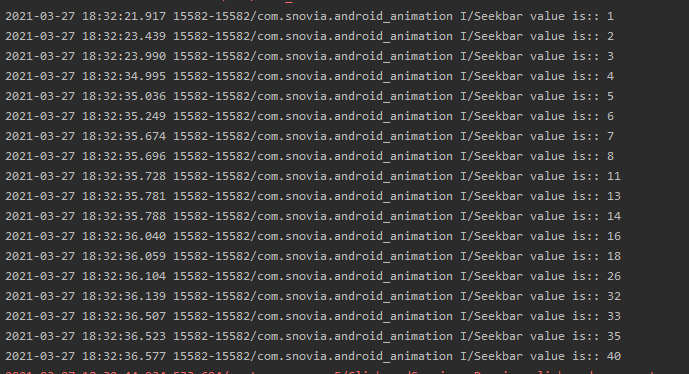 2021-03-27 18:32:21.917 15582-15582/com.snovia.android_animation I/Seekbar value is:: 1
2021-03-27 18:32:23.439 15582-15582/com.snovia.android_animation I/Seekbar value is:: 2
2021-03-27 18:32:23.990 15582-15582/com.snovia.android_animation I/Seekbar value is:: 3
2021-03-27 18:32:34.995 15582-15582/com.snovia.android_animation I/Seekbar value is:: 4
2021-03-27 18:32:35.036 15582-15582/com.snovia.android_animation I/Seekbar value is:: 5
2021-03-27 18:32:35.249 15582-15582/com.snovia.android_animation I/Seekbar value is:: 6
2021-03-27 18:32:35.674 15582-15582/com.snovia.android_animation I/Seekbar value is:: 7
2021-03-27 18:32:35.696 15582-15582/com.snovia.android_animation I/Seekbar value is:: 8
2021-03-27 18:32:35.728 15582-15582/com.snovia.android_animation I/Seekbar value is:: 11
2021-03-27 18:32:35.781 15582-15582/com.snovia.android_animation I/Seekbar value is:: 13
2021-03-27 18:32:35.788 15582-15582/com.snovia.android_animation I/Seekbar value is:: 14
2021-03-27 18:32:36.040 15582-15582/com.snovia.android_animation I/Seekbar value is:: 16
2021-03-27 18:32:36.059 15582-15582/com.snovia.android_animation I/Seekbar value is:: 18
2021-03-27 18:32:36.104 15582-15582/com.snovia.android_animation I/Seekbar value is:: 26
2021-03-27 18:32:36.139 15582-15582/com.snovia.android_animation I/Seekbar value is:: 32
2021-03-27 18:32:36.507 15582-15582/com.snovia.android_animation I/Seekbar value is:: 33
2021-03-27 18:32:36.523 15582-15582/com.snovia.android_animation I/Seekbar value is:: 35
2021-03-27 18:32:36.577 15582-15582/com.snovia.android_animation I/Seekbar value is:: 40